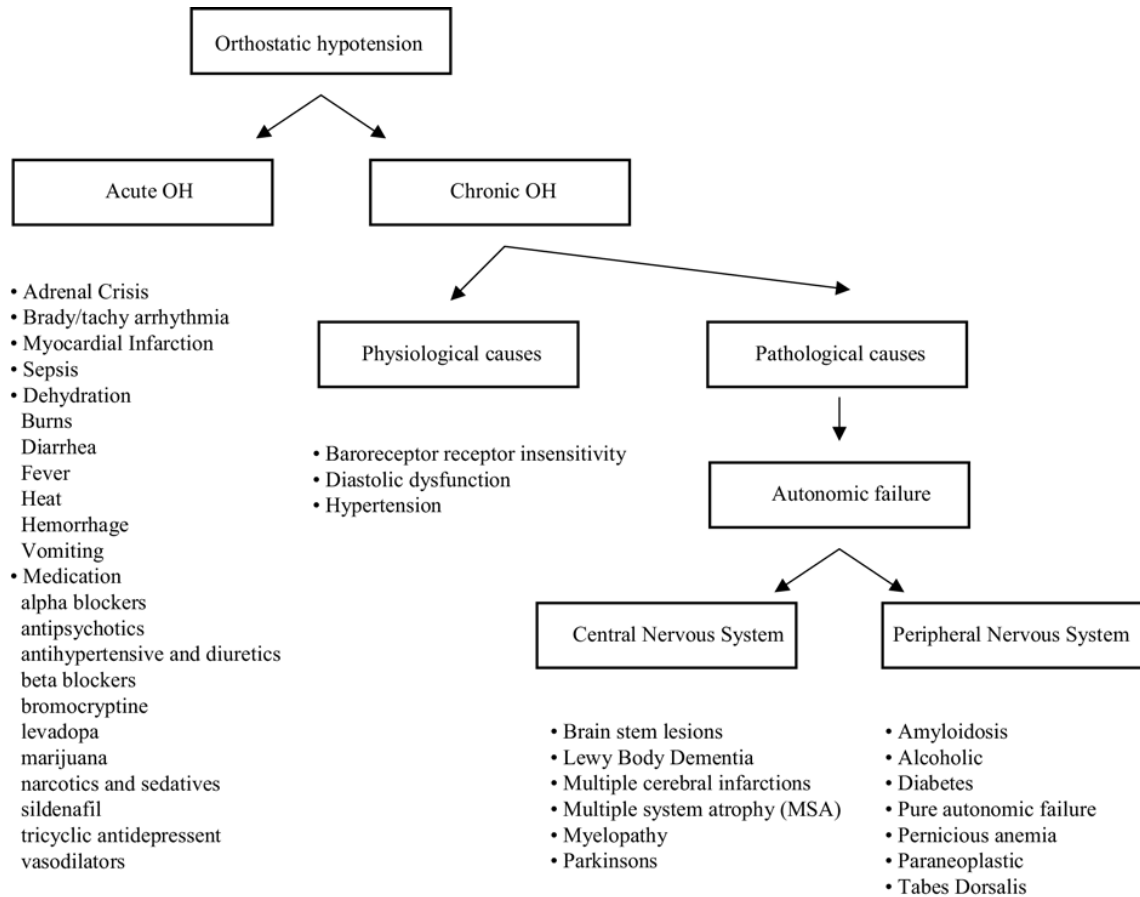 Orthostatic hypotension
Acute OH
Chronic OH
• Adrenal Crisis
• Brady/tachy arrhythmia
• Myocardial Infarction
• Sepsis
• Dehydration
Burns
Diarrhea
Fever
Heat
Hemorrhage
Vomiting
• Medication
alpha blockers
antipsychotics
antihypertensive and diuretics
beta blockers
bromocryptine
levadopa
marijuana
narcotics and sedatives
sildenafil
tricyclic antidepressent
vasodilators
Physiological causes
• Baroreceptor receptor insensitivity
• Diastolic dysfunction
• Hypertension
Pathological causes
Autonomic failure
Central Nervous System
• Brain stem lesions
• Lewy Body Dementia
• Multiple cerebral infarctions
• Multiple system atrophy (MSA)
• Myelopathy
• Parkinsons
Peripheral Nervous System
• Amyloidosis
• Alcoholic
• Diabetes
• Pure autonomic failure
• Pernicious anemia
• Paraneoplastic
• Tabes Dorsalis